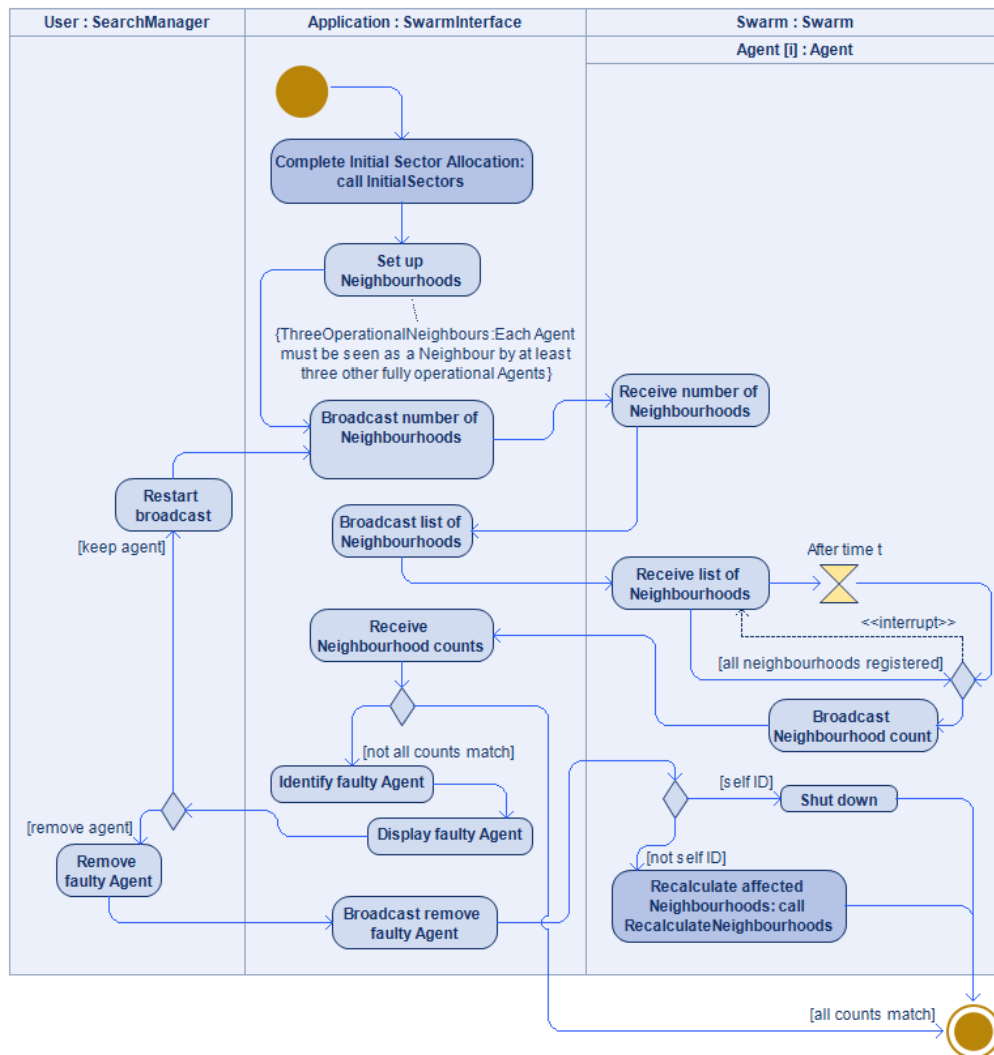 User : SearchManager
Application : SwarmInterface
Swarm : Swarm
Agent [i] : Agent
Complete Initial Sector Allocation:
call InitialSectors
Set up
Neighbourhoods
{ThreeOperationalNeighbours:Each Agent
must be seen as a Neighbour by at least
three other fully operational Agents}
Broadcast number of
Neighbourhoods
Receive number of
Neighbourhoods
Restart
broadcast
[keep agent]
Broadcast list of
Neighbourhoods
Receive list of
Neighbourhoods
After time t
<<interrupt>>
Receive
Neighbourhood counts
[all neighbourhoods registered]
Broadcast
Neighbourhood count
[not all counts match]
Identify faulty Agent
[self ID]
Shut down
Display faulty Agent
[remove agent]
Remove
faulty Agent
[not self ID]
Recalculate affected
Neighbourhoods: call
RecalculateNeighbourhoods
Broadcast remove
faulty Agent
[all counts match]